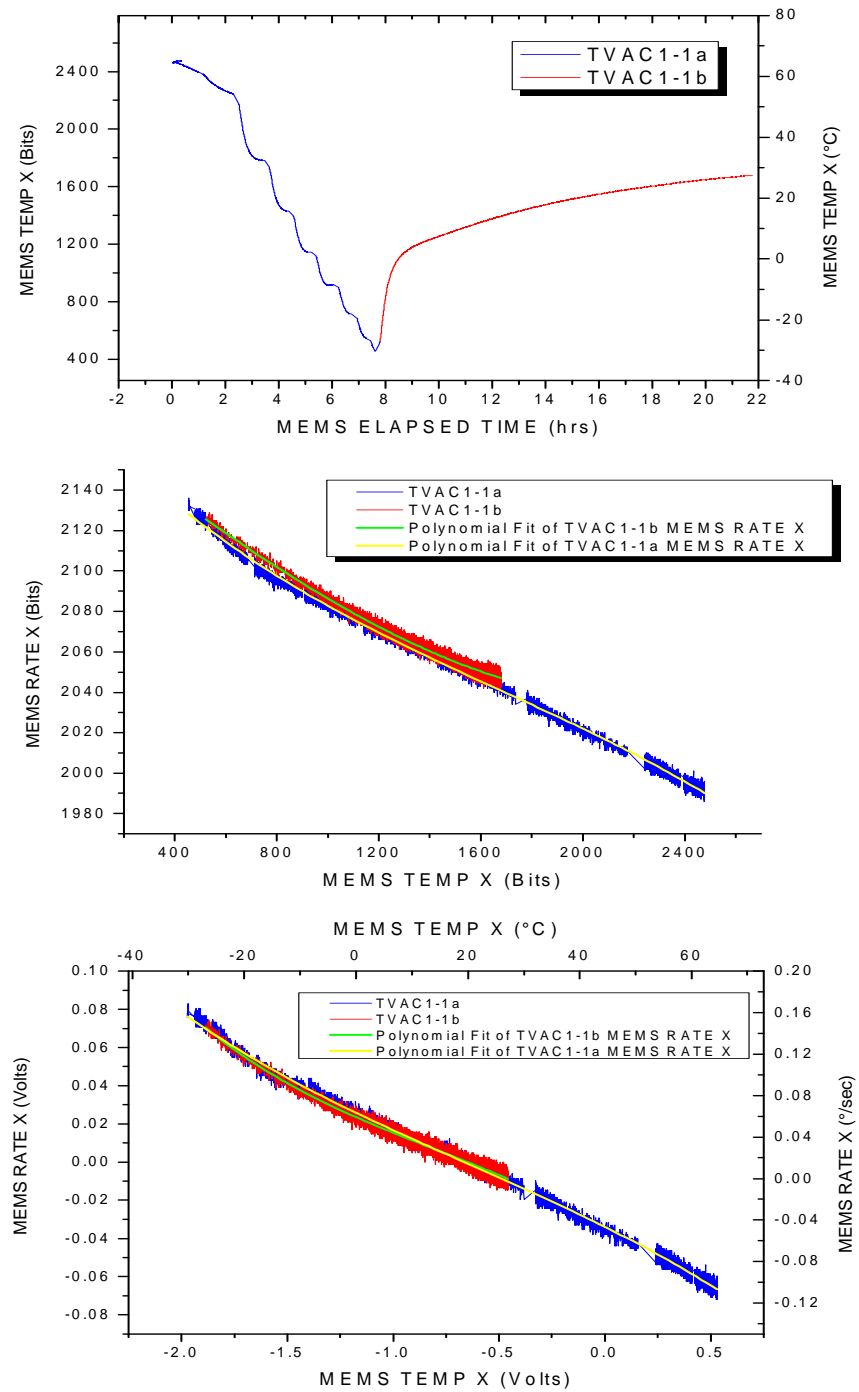 80
TVAC1-1a
TVAC1-1b
2400
60
2000
40
1600
20
1200
0
800
-20
400
-40
MEMS TEMP X (Bits)
MEMS TEMP X (°C)
-2 0 2 4 6 8 10 12 14 16 18 20 22
MEMS ELAPSED TIME (hrs)
TVAC1-1a
TVAC1-1b
Polynomial Fit of TVAC1-1b MEMS RATE X
Polynomial Fit of TVAC1-1a MEMS RATE X
2140
2120
2100
2080
2060
2040
2020
2000
1980
MEMS RATE X (Bits)
400 800 1200 1600 2000 2400
MEMS TEMP X (Bits)
MEMS TEMP X (°C)
-40 -20 0 20 40 60
TVAC1-1a
TVAC1-1b
Polynomial Fit of TVAC1-1b MEMS RATE X
Polynomial Fit of TVAC1-1a MEMS RATE X
0.10
0.08
0.06
0.04
0.02
0.00
-0.02
-0.04
-0.06
-0.08
MEMS RATE X (Volts)
0.20
0.16
0.12
0.08
0.04
0.00
-0.04
-0.08
-0.12
MEMS RATE X (°/sec)
-2.0 -1.5 -1.0 -0.5 0.0 0.5
MEMS TEMP X (Volts)